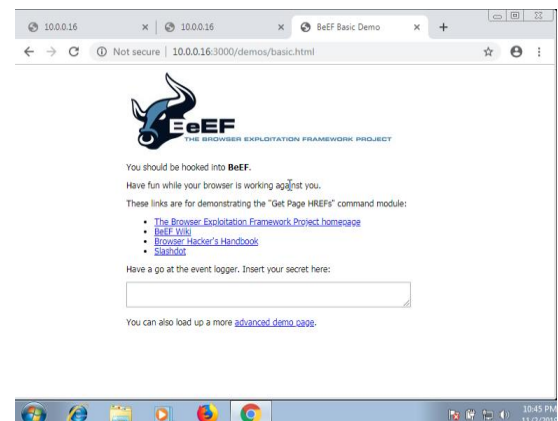 10.0.0.16
10.0.0.16
BeEF Basic Demo
Not secure | 10.0.0.16:3000/demos/basic.html
BeEF
THE BROWSER EXPLOITATION FRAMEWORK PROJECT
You should be hooked into BeEF.
Have fun while your browser is working against you.
These links are for demonstrating the "Get Page HREFs" command module:
The Browser Exploitation Framework Project homepage
BeEF Wiki
Browser Hacker's Handbook
Slashdot
Have a go at the event logger. Insert your secret here:
You can also load up a more advanced demo page.
10:45 PM